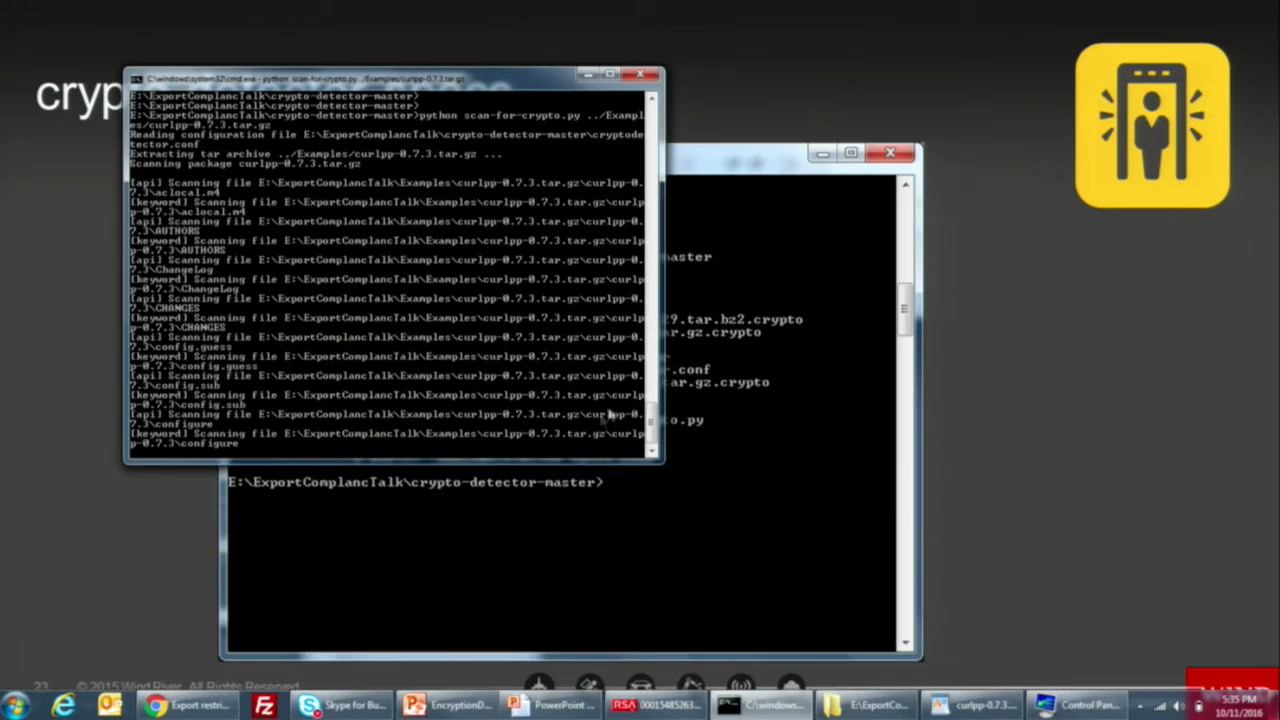 cryp
C:\windows\system32\cmd.exe - python scan-for-crypto.py ../Examples/curlpp-0.7.3.tar.gz
E:\ExportComplancTalk\crypto-detector-master>
E:\ExportComplancTalk\crypto-detector-master>
E:\ExportComplancTalk\crypto-detector-master>python scan-for-crypto.py ../Exampl
es/curlpp-0.7.3.tar.gz
Reading configuration file E:\ExportComplancTalk\crypto-detector-master\cryptode
tector.conf
Extracting tar archive ../Examples/curlpp-0.7.3.tar.gz ...
Scanning package curlpp-0.7.3.tar.gz
[api] Scanning file E:\ExportComplancTalk\Examples\curlpp-0.7.3.tar.gz\curlpp-0.
7.3\aclocal.m4
[keyword] Scanning file E:\ExportComplancTalk\Examples\curlpp-0.7.3.tar.gz\curlp
p-0.7.3\aclocal.m4
[api] Scanning file E:\ExportComplancTalk\Examples\curlpp-0.7.3.tar.gz\curlpp-0.
7.3\AUTHORS
[keyword] Scanning file E:\ExportComplancTalk\Examples\curlpp-0.7.3.tar.gz\curlp
p-0.7.3\AUTHORS
[api] Scanning file E:\ExportComplancTalk\Examples\curlpp-0.7.3.tar.gz\curlpp-0.
7.3\ChangeLog
[keyword] Scanning file E:\ExportComplancTalk\Examples\curlpp-0.7.3.tar.gz\curlp
p-0.7.3\ChangeLog
[api] Scanning file E:\ExportComplancTalk\Examples\curlpp-0.7.3.tar.gz\curlpp-0.
7.3\CHANGES
[keyword] Scanning file E:\ExportComplancTalk\Examples\curlpp-0.7.3.tar.gz\curlp
p-0.7.3\CHANGES
[api] Scanning file E:\ExportComplancTalk\Examples\curlpp-0.7.3.tar.gz\curlpp-0.
7.3\config.guess
[keyword] Scanning file E:\ExportComplancTalk\Examples\curlpp-0.7.3.tar.gz\curlp
p-0.7.3\config.guess
[api] Scanning file E:\ExportComplancTalk\Examples\curlpp-0.7.3.tar.gz\curlpp-0.
7.3\config.sub
[keyword] Scanning file E:\ExportComplancTalk\Examples\curlpp-0.7.3.tar.gz\curlp
p-0.7.3\config.sub
[api] Scanning file E:\ExportComplancTalk\Examples\curlpp-0.7.3.tar.gz\curlpp-0.
7.3\configure
[keyword] Scanning file E:\ExportComplancTalk\Examples\curlpp-0.7.3.tar.gz\curlp
p-0.7.3\configure
master
29.tar.bz2.crypto
ar.gz.crypto
r.conf
tar.gz.crypto
to.py
E:\ExportComplancTalk\crypto-detector-master>
23 © 2015 Wind River. All Rights Reserved.
Export restri...
Skype for Bu...
EncryptionD...
PowerPoint ...
RSA 00015485263...
C:\windows...
E:\ExportCo...
curlpp-0.7.3....
Control Pan...
5:35 PM
10/11/2016